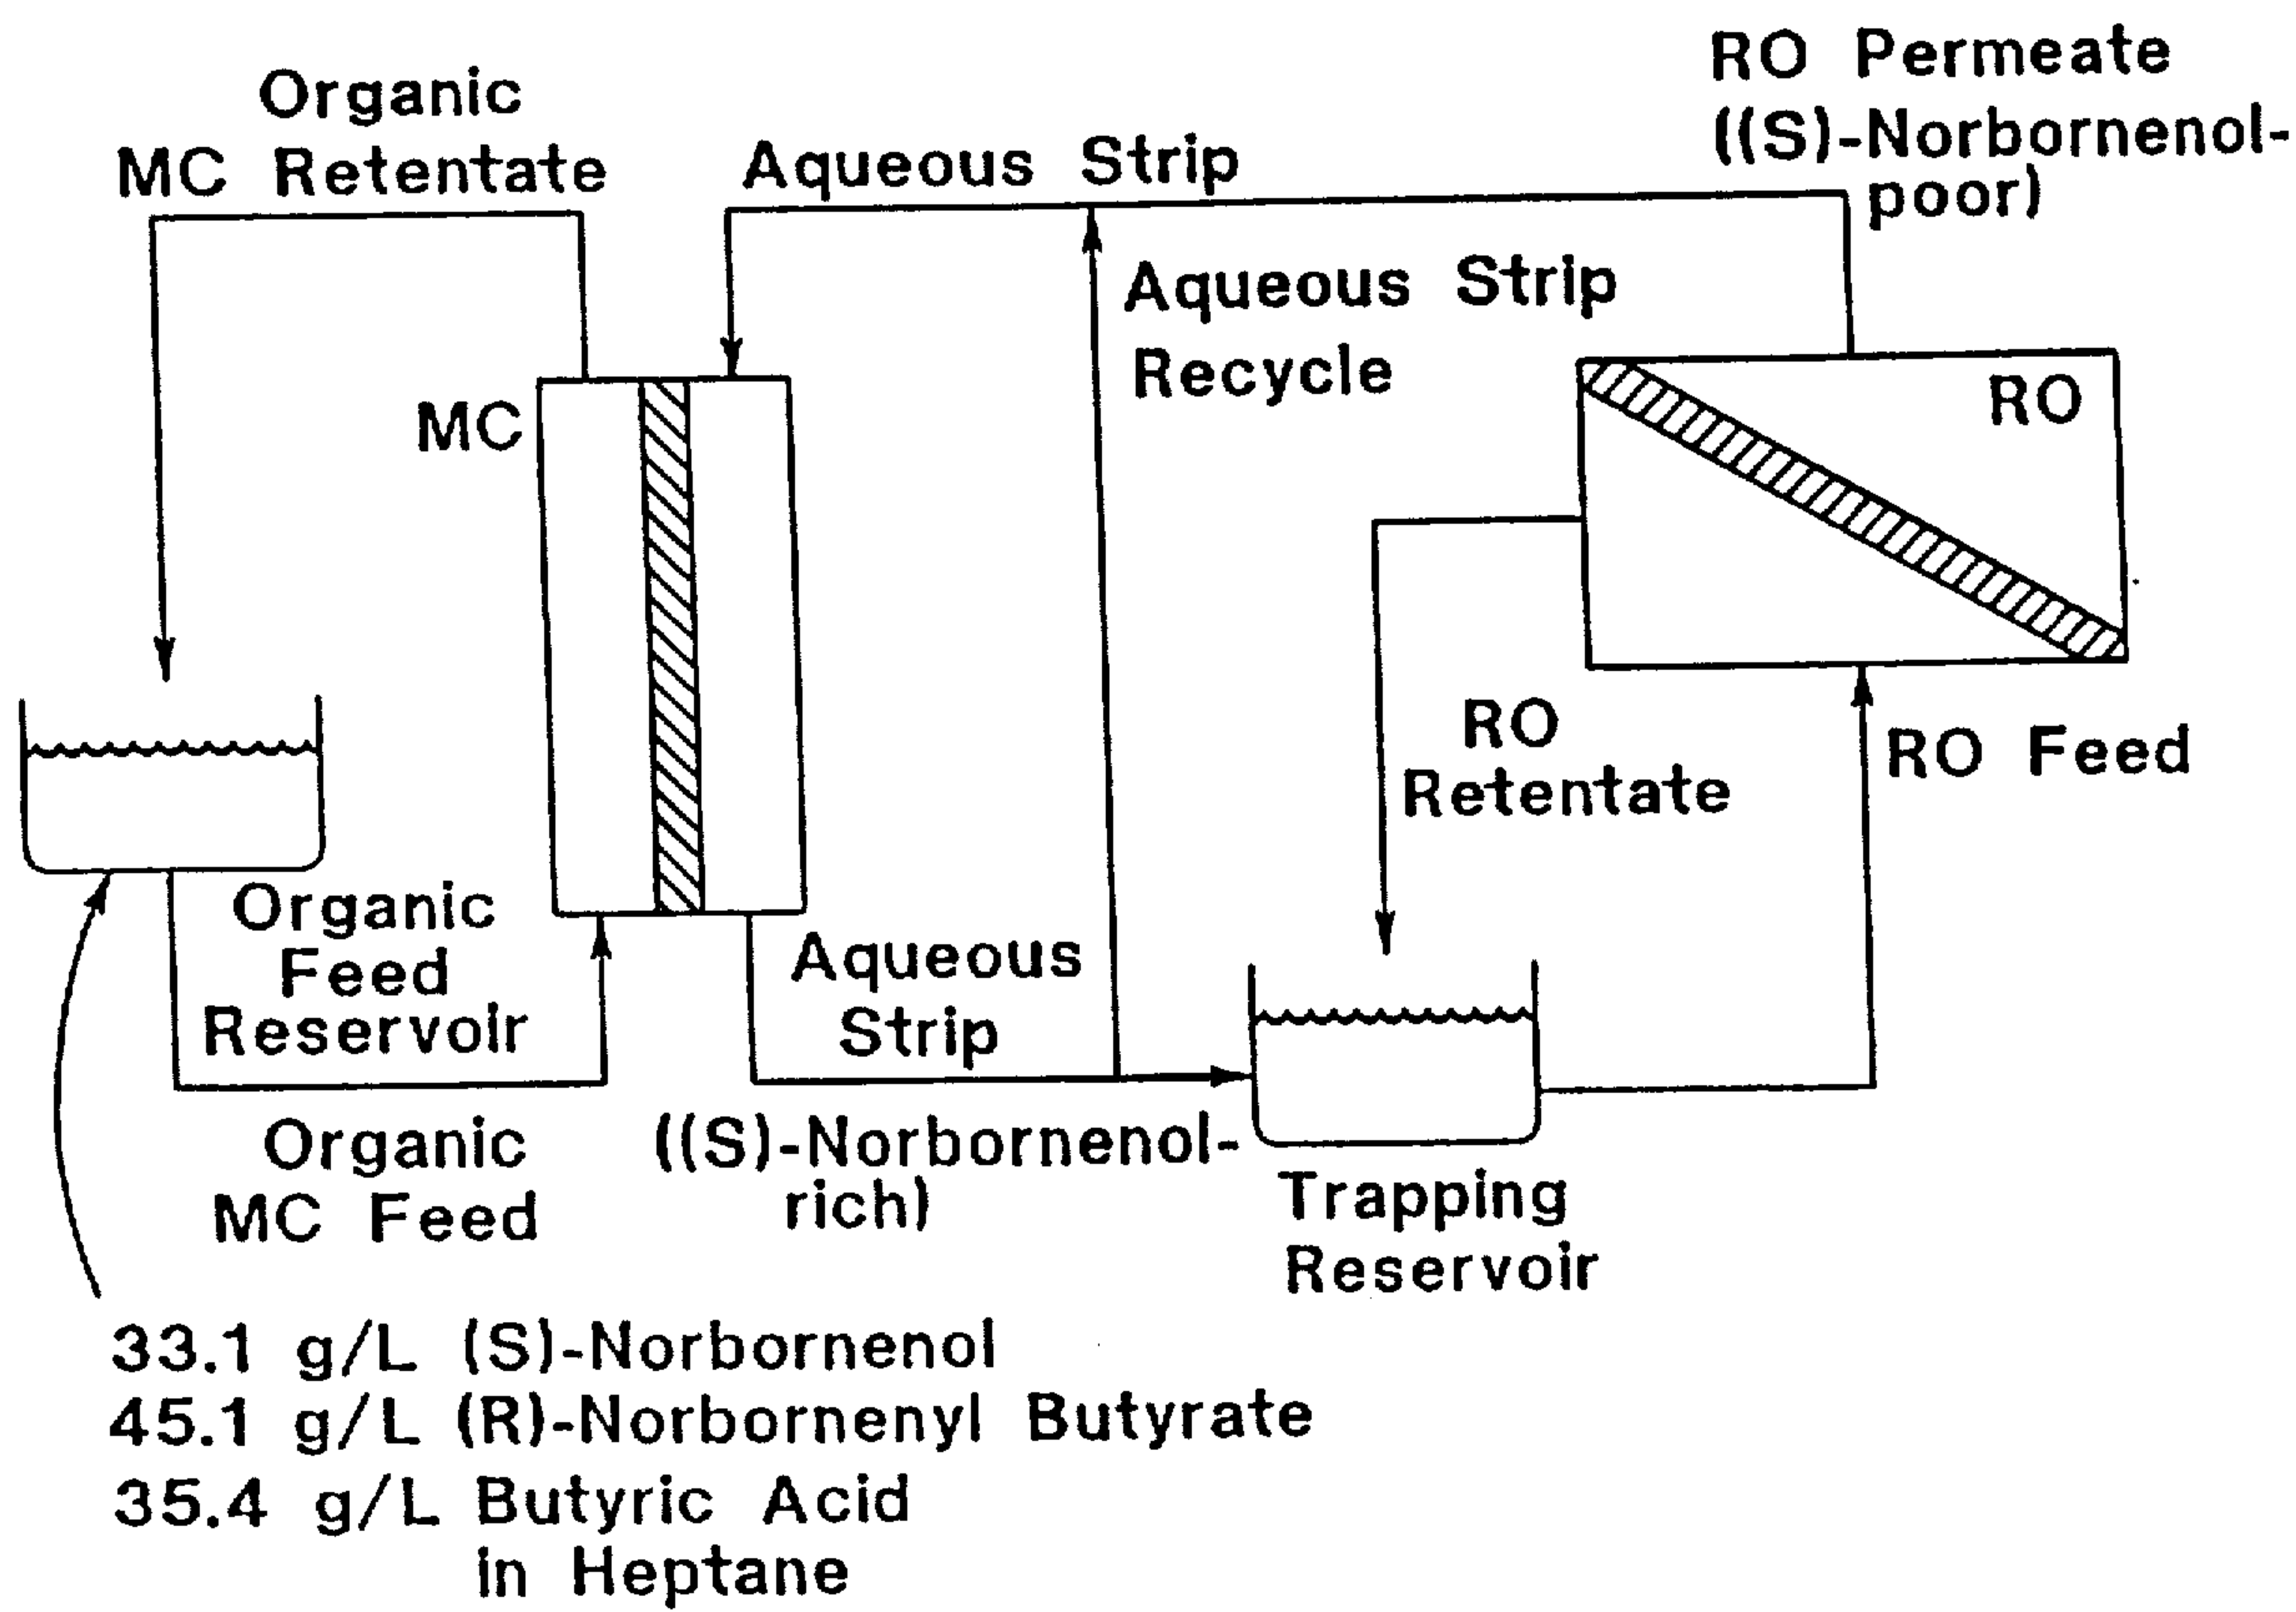 Organic
MC Retentate
Aqueous Strip
RO Permeate
((S)-Norbornenol-
poor)
Aqueous Strip
Recycle
MC
RO
RO
Retentate
RO Feed
Organic
Feed
Reservoir
Aqueous
Strip
Organic
MC Feed
((S)-Norbornenol-
rich)
Trapping
Reservoir
33.1 g/L (S)-Norbornenol
45.1 g/L (R)-Norbornenyl Butyrate
35.4 g/L Butyric Acid
in Heptane